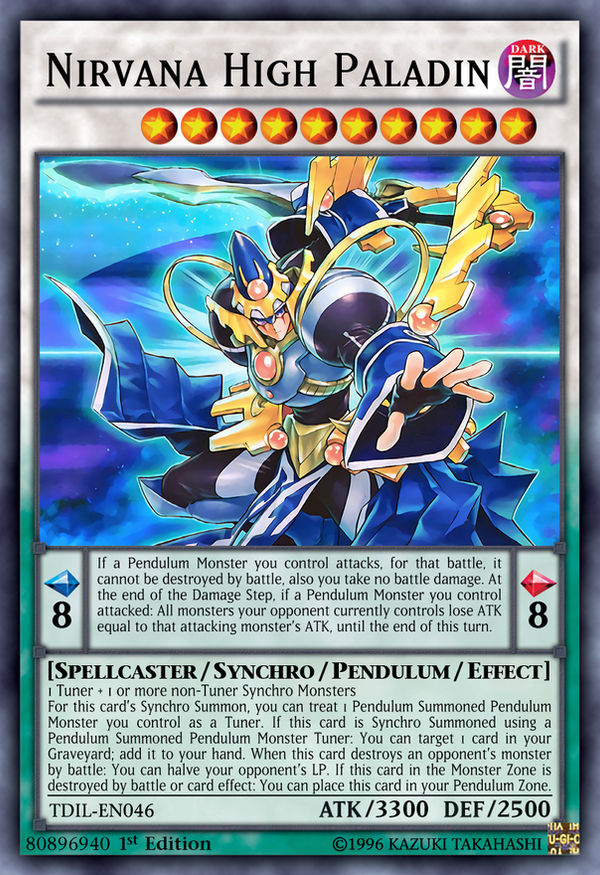 NIRVANA HIGH PALADIN
DARK
闇
If a Pendulum Monster you control attacks, for that battle, it
cannot be destroyed by battle, also you take no battle damage. At
the end of the Damage Step, if a Pendulum Monster you control
attacked: All monsters your opponent currently controls lose ATK
equal to that attacking monster's ATK, until the end of this turn.
8
8
[SPELLCASTER / SYNCHRO / PENDULUM / EFFECT]
1 Tuner + 1 or more non-Tuner Synchro Monsters
For this card's Synchro Summon, you can treat 1 Pendulum Summoned Pendulum
Monster you control as a Tuner. If this card is Synchro Summoned using a
Pendulum Summoned Pendulum Monster Tuner: You can target 1 card in your
Graveyard; add it to your hand. When this card destroys an opponent's monster
by battle: You can halve your opponent's LP. If this card in the Monster Zone is
destroyed by battle or card effect: You can place this card in your Pendulum Zone.
TDIL-EN046
ATK/3300 DEF/2500
80896940 1st Edition
©1996 KAZUKI TAKAHASHI